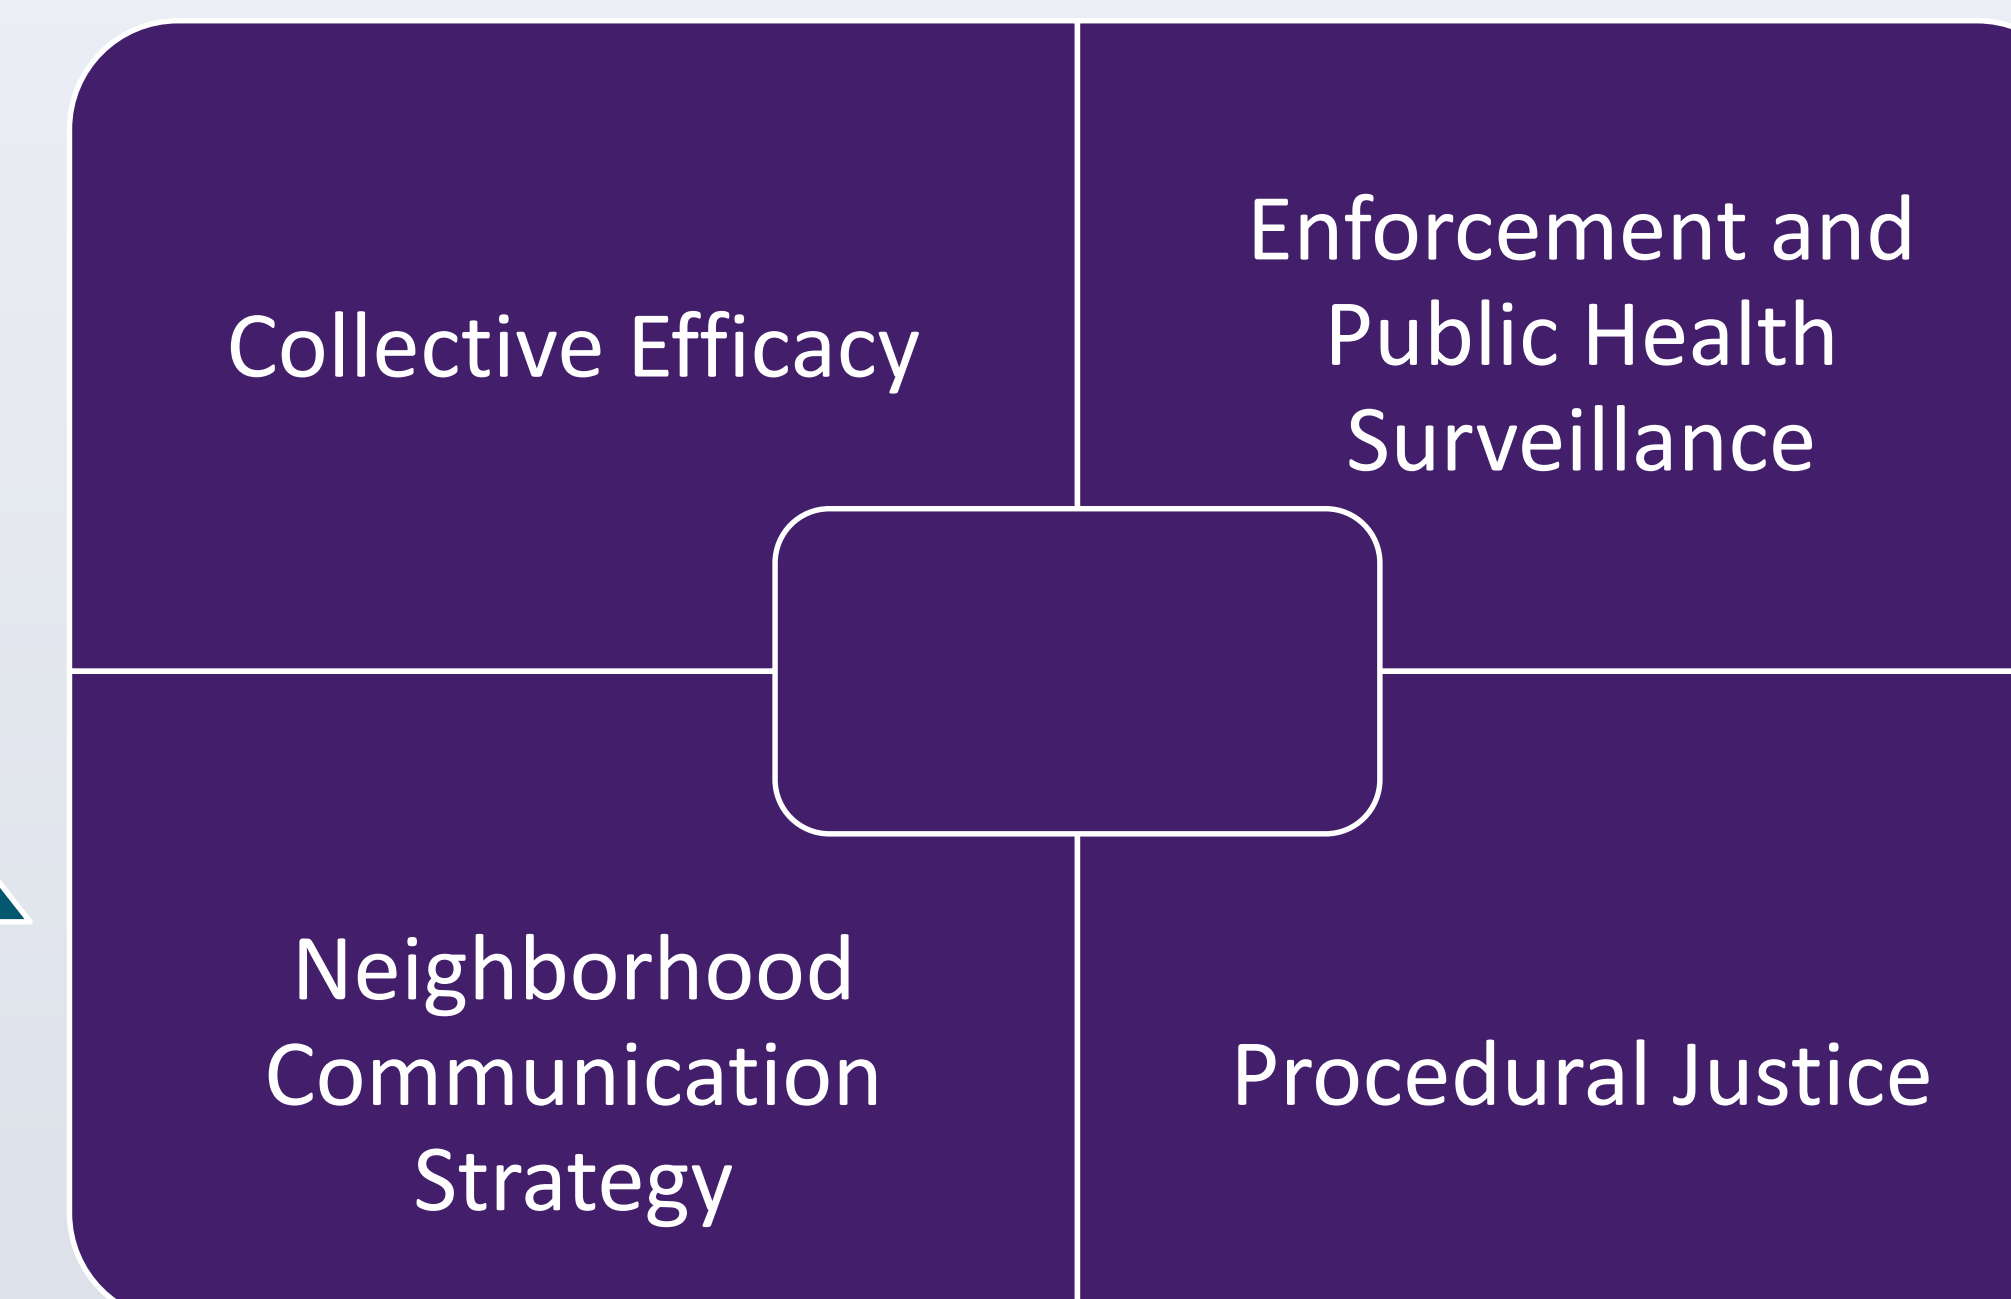 Collective Efficacy
Enforcement and
Public Health
Surveillance
Neighborhood
Communication
Strategy
Procedural Justice